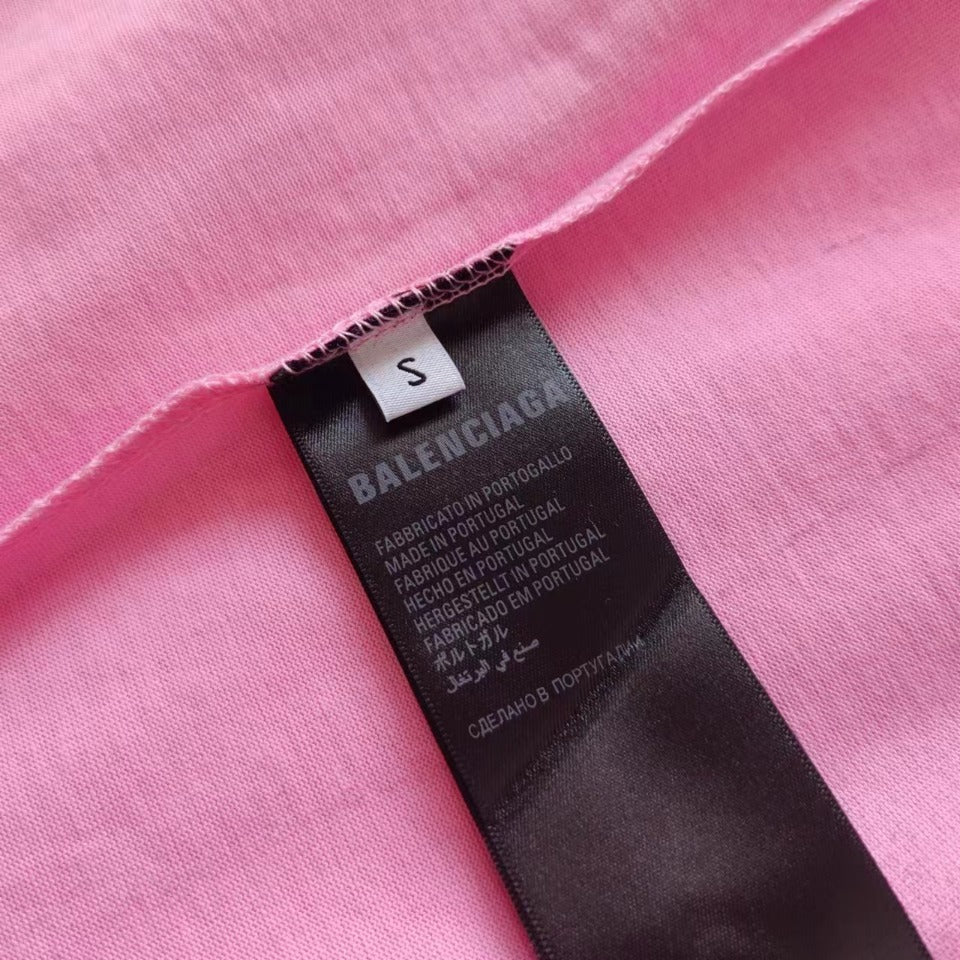 S
BALENCIAGA
FABBRICATO IN PORTOGALLO
MADE IN PORTUGAL
FABRIQUE AU PORTUGAL
HECHO EN PORTUGAL
HERGESTELLT IN PORTUGAL
FABRICADO EM PORTUGAL
ポルトガル
صنع في البرتغال
СДЕЛАНО В ПОРТУГАЛИИ